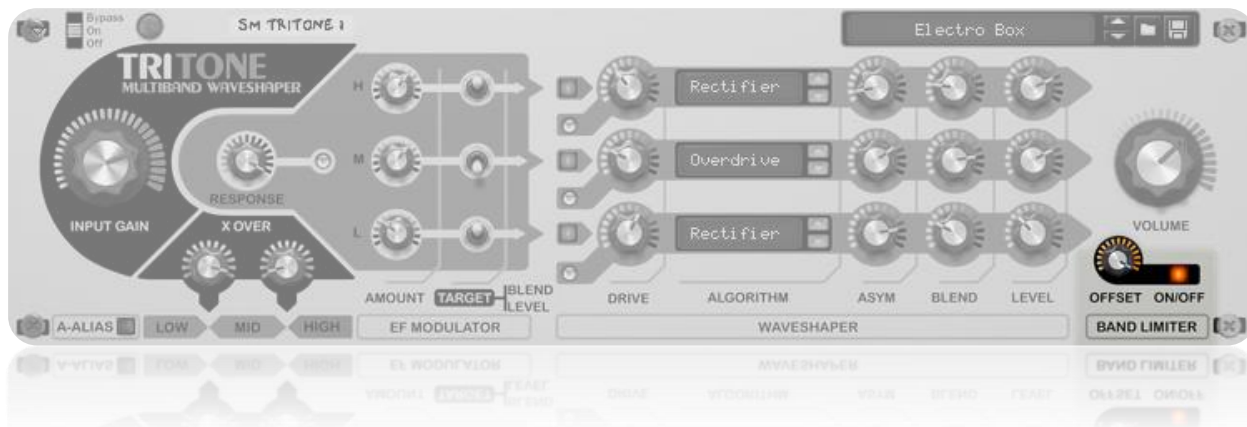 Bypass
On
Off
SM TRITONE 1
Electro Box
TRITONE
MULTIBAND WAVESHAPER
H
Rectifier
M
Overdrive
RESPONSE
INPUT GAIN
X OVER
L
Rectifier
VOLUME
AMOUNT
TARGET
BLEND
LEVEL
DRIVE
ALGORITHM
ASYM
BLEND
LEVEL
OFFSET
ON/OFF
A-ALIAS
LOW
MID
HIGH
EF MODULATOR
WAVESHAPER
BAND LIMITER